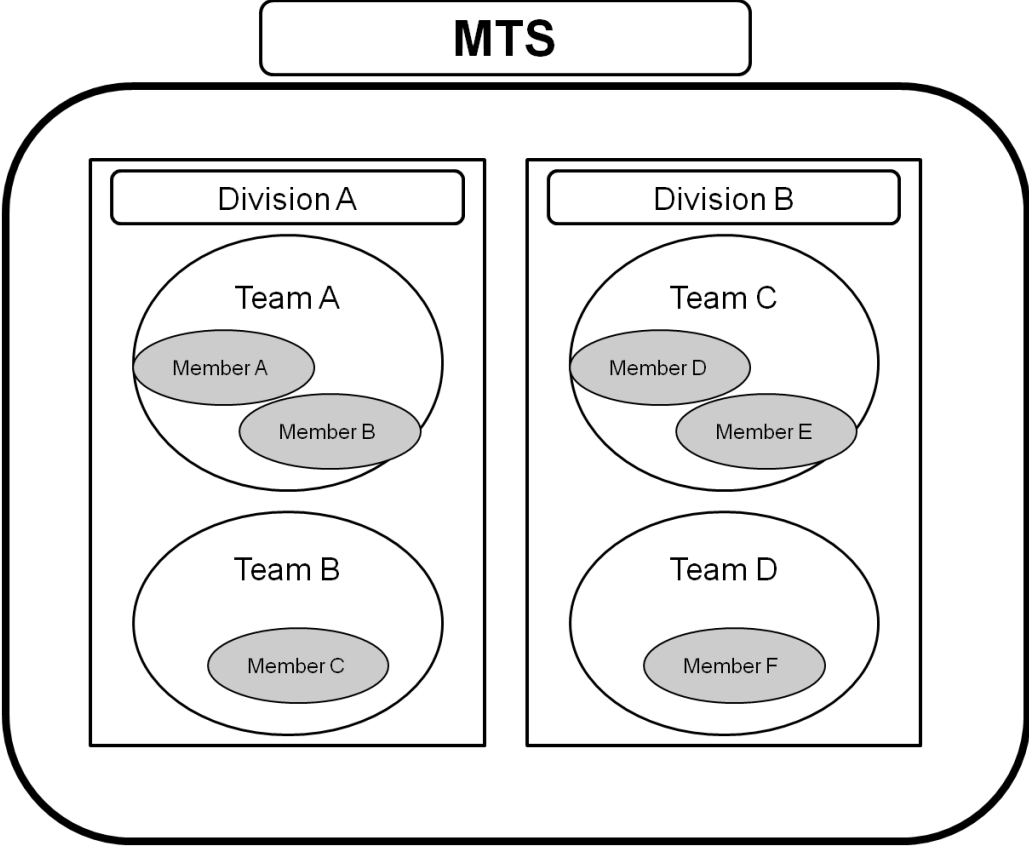 MTS
Division A
Team A
Member A
Member B
Team B
Member C
Division B
Team C
Member D
Member E
Team D
Member F